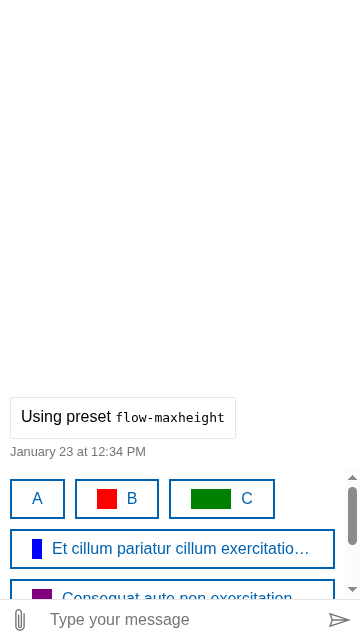 Using preset flow-maxheight
January 23 at 12:34 PM
A B C
Et cillum pariatur cillum exercitatio…
Consequat aute non exercitation
Type your message